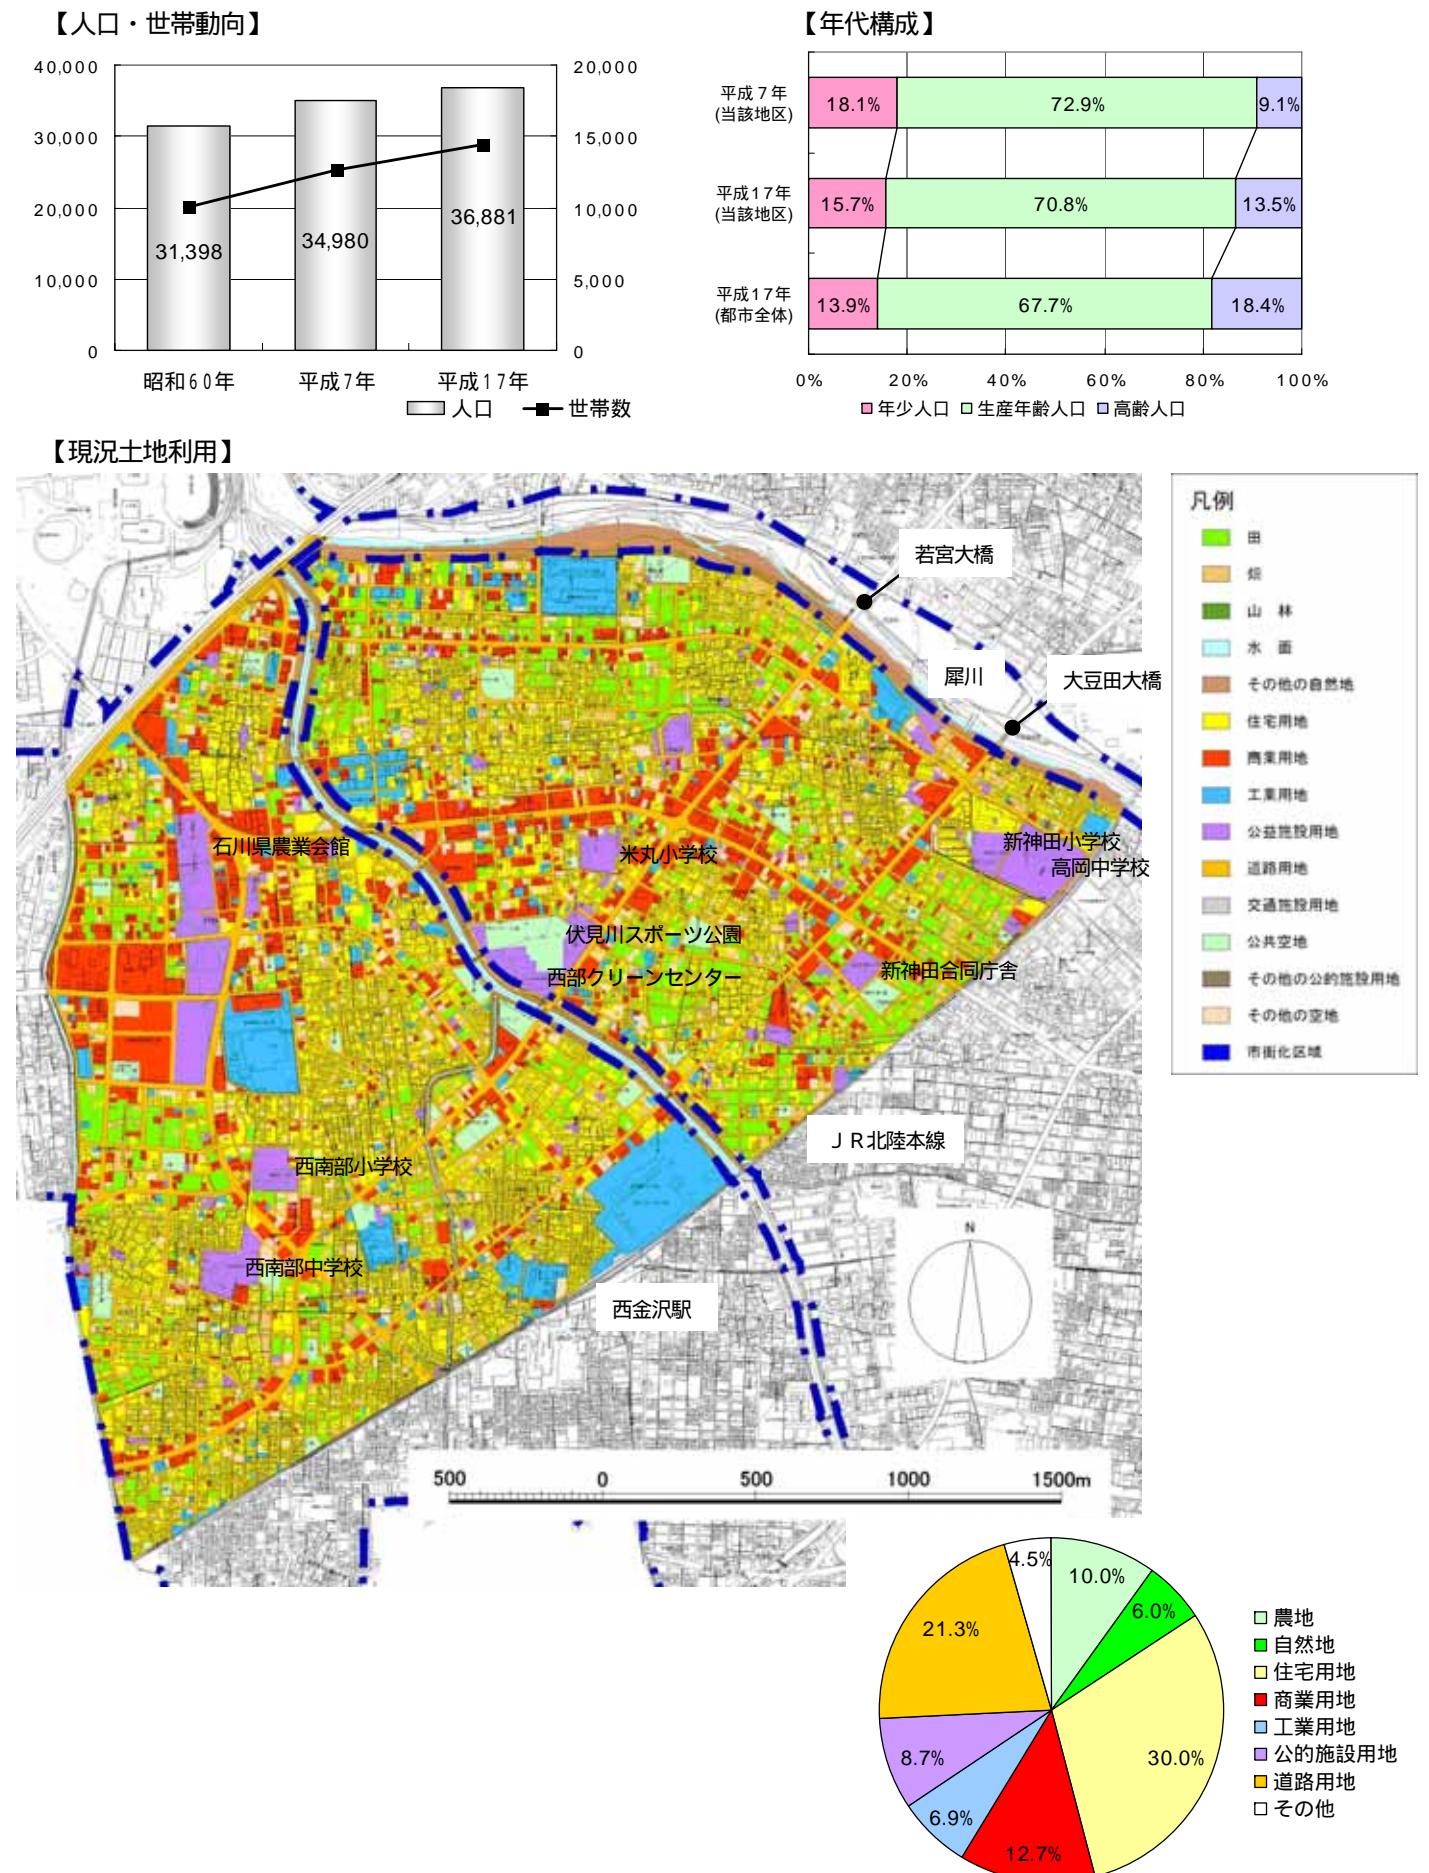 【人口・世帯動向】
40,000
30,000
20,000
10,000
0
20,000
15,000
10,000
5,000
0
31,398
34,980
36,881
昭和60年
平成7年
平成17年
人口
世帯数
【年代構成】
平成7年
(当該地区)
18.1%
72.9%
9.1%
平成17年
(当該地区)
15.7%
70.8%
13.5%
平成17年
(都市全体)
13.9%
67.7%
18.4%
0%
20%
40%
60%
80%
100%
年少人口
生産年齢人口
高齢人口
【現況土地利用】
若宮大橋
犀川
大豆田大橋
石川県農業会館
米丸小学校
新神田小学校
高岡中学校
伏見川スポーツ公園
西部クリーンセンター
新神田合同庁舎
JR北陸本線
西南部小学校
西南部中学校
西金沢駅
N
500
0
500
1000
1500m
凡例
田
畑
山林
水面
その他の自然地
住宅用地
商業用地
工業用地
公益施設用地
道路用地
交通施設用地
公共空地
その他の公的施設用地
その他の空地
市街化区域
4.5%
10.0%
6.0%
21.3%
30.0%
8.7%
6.9%
12.7%
農地
自然地
住宅用地
商業用地
工業用地
公的施設用地
道路用地
その他